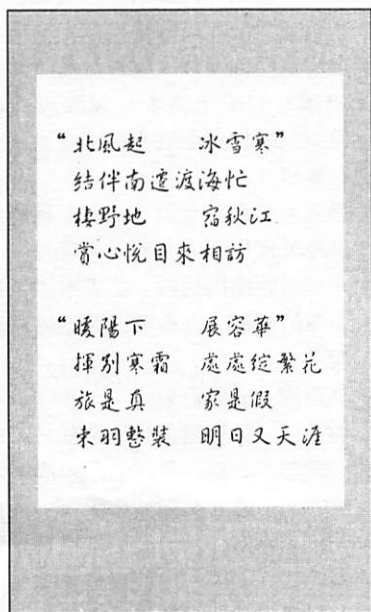 “北風起　冰雪寒”
結伴南遷渡海忙
棲野地　宿秋江
賞心悅目來相訪
“暖陽下　展容華”
揮別寒霜　處處綻繁花
旅是真　家是假
束羽整裝　明日又天涯